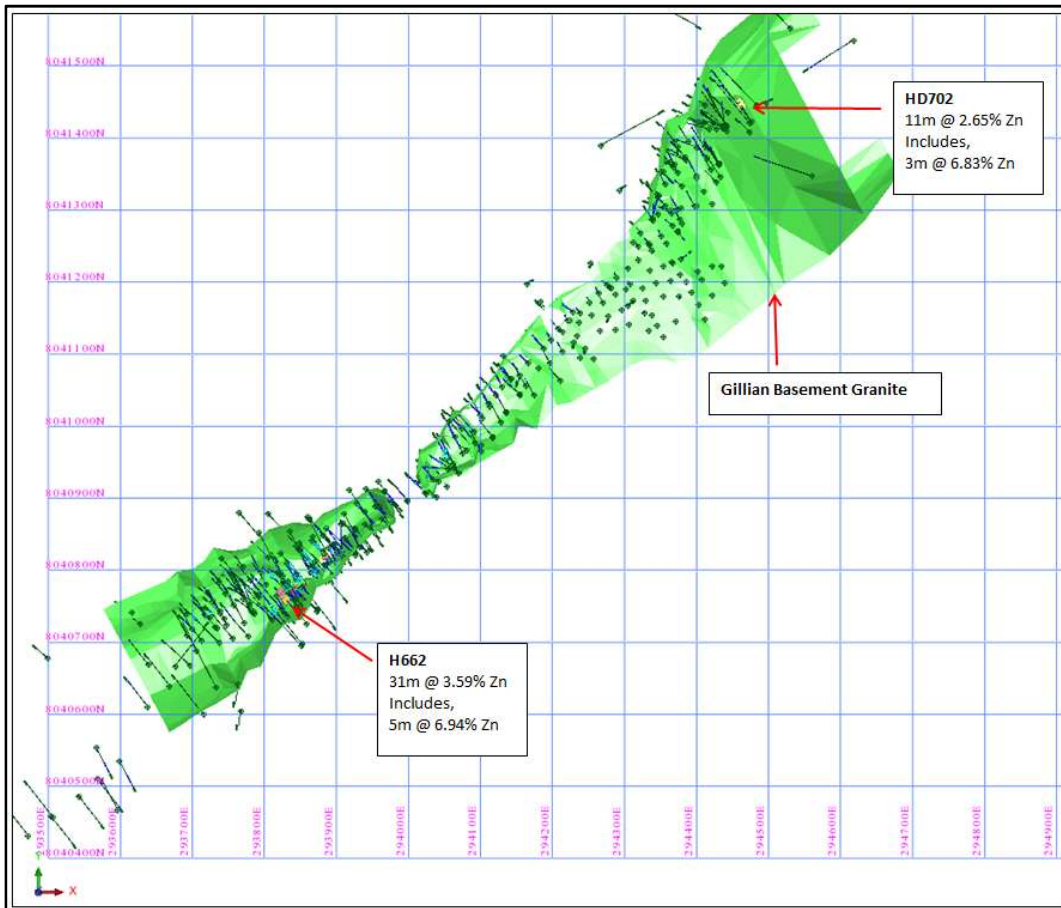 8041500N
HD702
11m @ 2.65% Zn
Includes,
3m @ 6.83% Zn
8041400N
8041300N
8041200N
8041100N
Gillian Basement Granite
8041000N
8040900N
8040800N
8040700N
H662
31m @ 3.59% Zn
Includes,
5m @ 6.94% Zn
8040600N
8040500N
8040400N
293500E
293600E
293700E
293800E
293900E
294000E
294100E
294200E
294300E
294400E
294500E
294600E
294700E
294800E
294900E
X